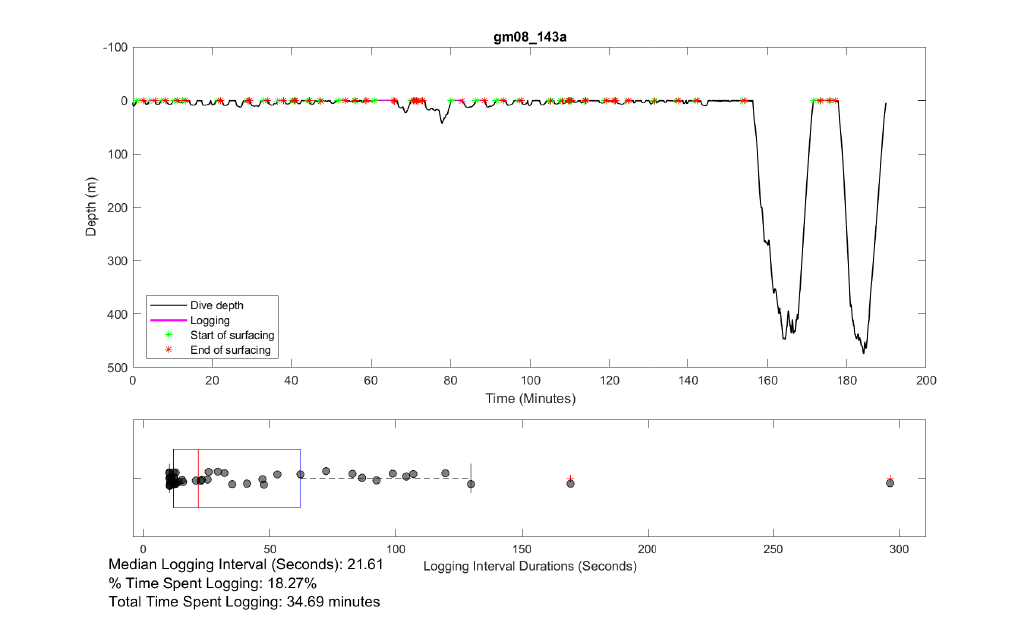 gm08_143a
-100
0
100
200
300
400
500
Depth (m)
Dive depth
Logging
Start of surfacing
End of surfacing
0 20 40 60 80 100 120 140 160 180 200
Time (Minutes)
0 50 100 150 200 250 300
Logging Interval Durations (Seconds)
Median Logging Interval (Seconds): 21.61
% Time Spent Logging: 18.27%
Total Time Spent Logging: 34.69 minutes